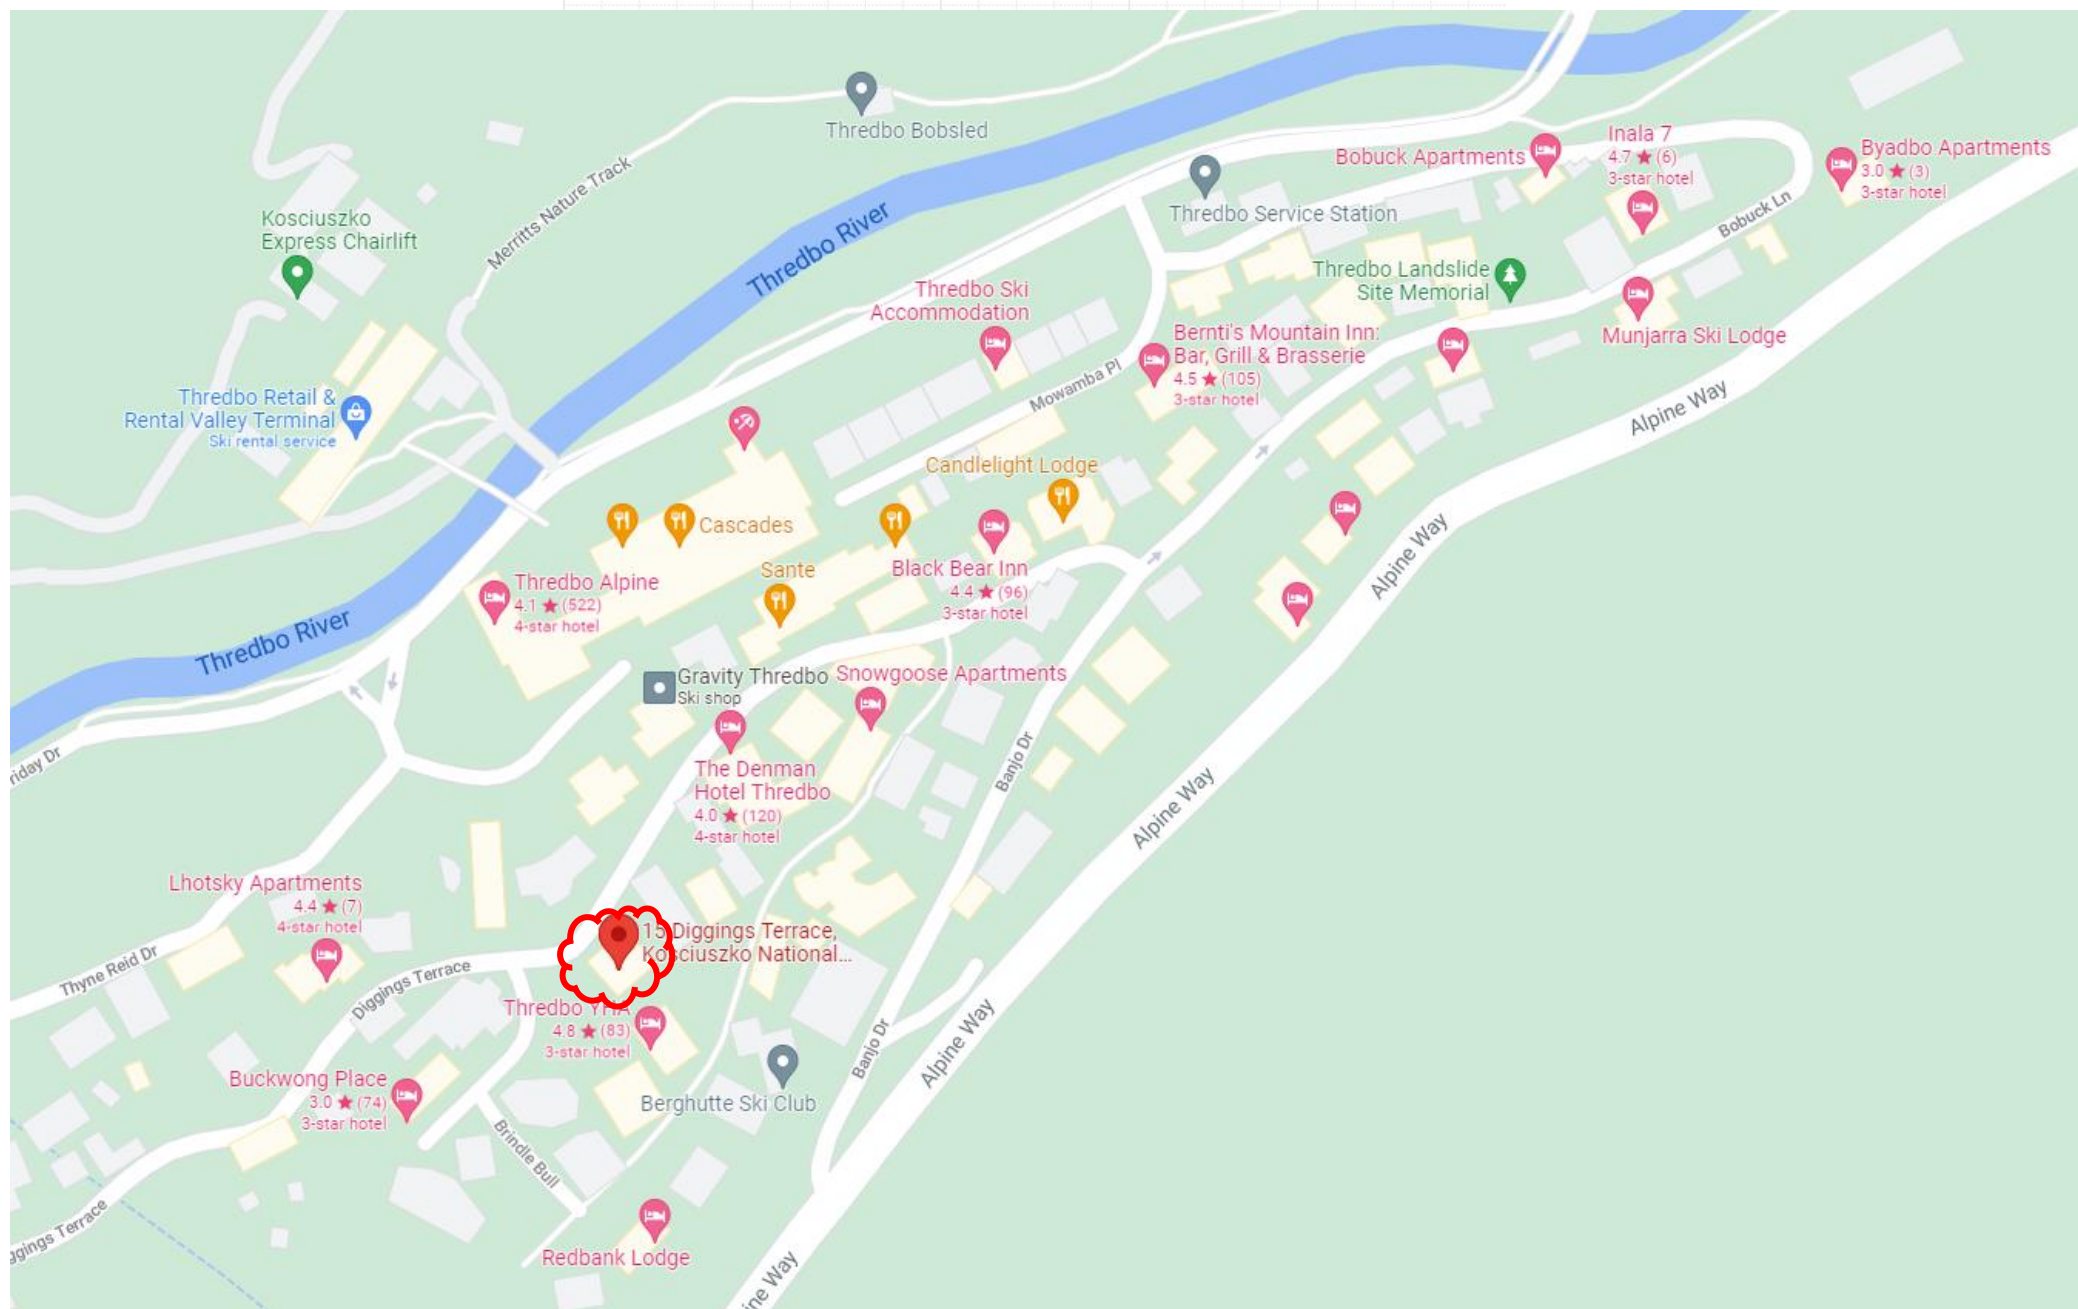 Thredbo Bobsled
Thredbo River
Merritts Nature Track
Kosciuszko
Express Chairlift
Thredbo Service Station
Bobuck Apartments
Inala 7
4.7 ★ (6)
3-star hotel
Byadbo Apartments
3.0 ★ (3)
3-star hotel
Bobuck Ln
Thredbo Landslide
Site Memorial
Munjarra Ski Lodge
Thredbo Ski
Accommodation
Bernti's Mountain Inn:
Bar, Grill & Brasserie
4.5 ★ (105)
3-star hotel
Mowamba Pl
Alpine Way
Thredbo Retail &
Rental Valley Terminal
Ski rental service
Candlelight Lodge
Cascades
Sante
Black Bear Inn
4.4 ★ (96)
3-star hotel
Alpine Way
Thredbo Alpine
4.1 ★ (522)
4-star hotel
Thredbo River
Gravity Thredbo
Ski shop
Snowgoose Apartments
The Denman
Hotel Thredbo
4.0 ★ (120)
4-star hotel
Banjo Dr
Alpine Way
riday Dr
Lhotsky Apartments
4.4 ★ (7)
4-star hotel
15 Diggings Terrace,
Kosciuszko National...
Thyne Reid Dr
Diggings Terrace
Thredbo YHA
4.8 ★ (83)
3-star hotel
Banjo Dr
Alpine Way
Buckwong Place
3.0 ★ (74)
3-star hotel
Berghutte Ski Club
Brindle Bull
ggings Terrace
Redbank Lodge
ine Way